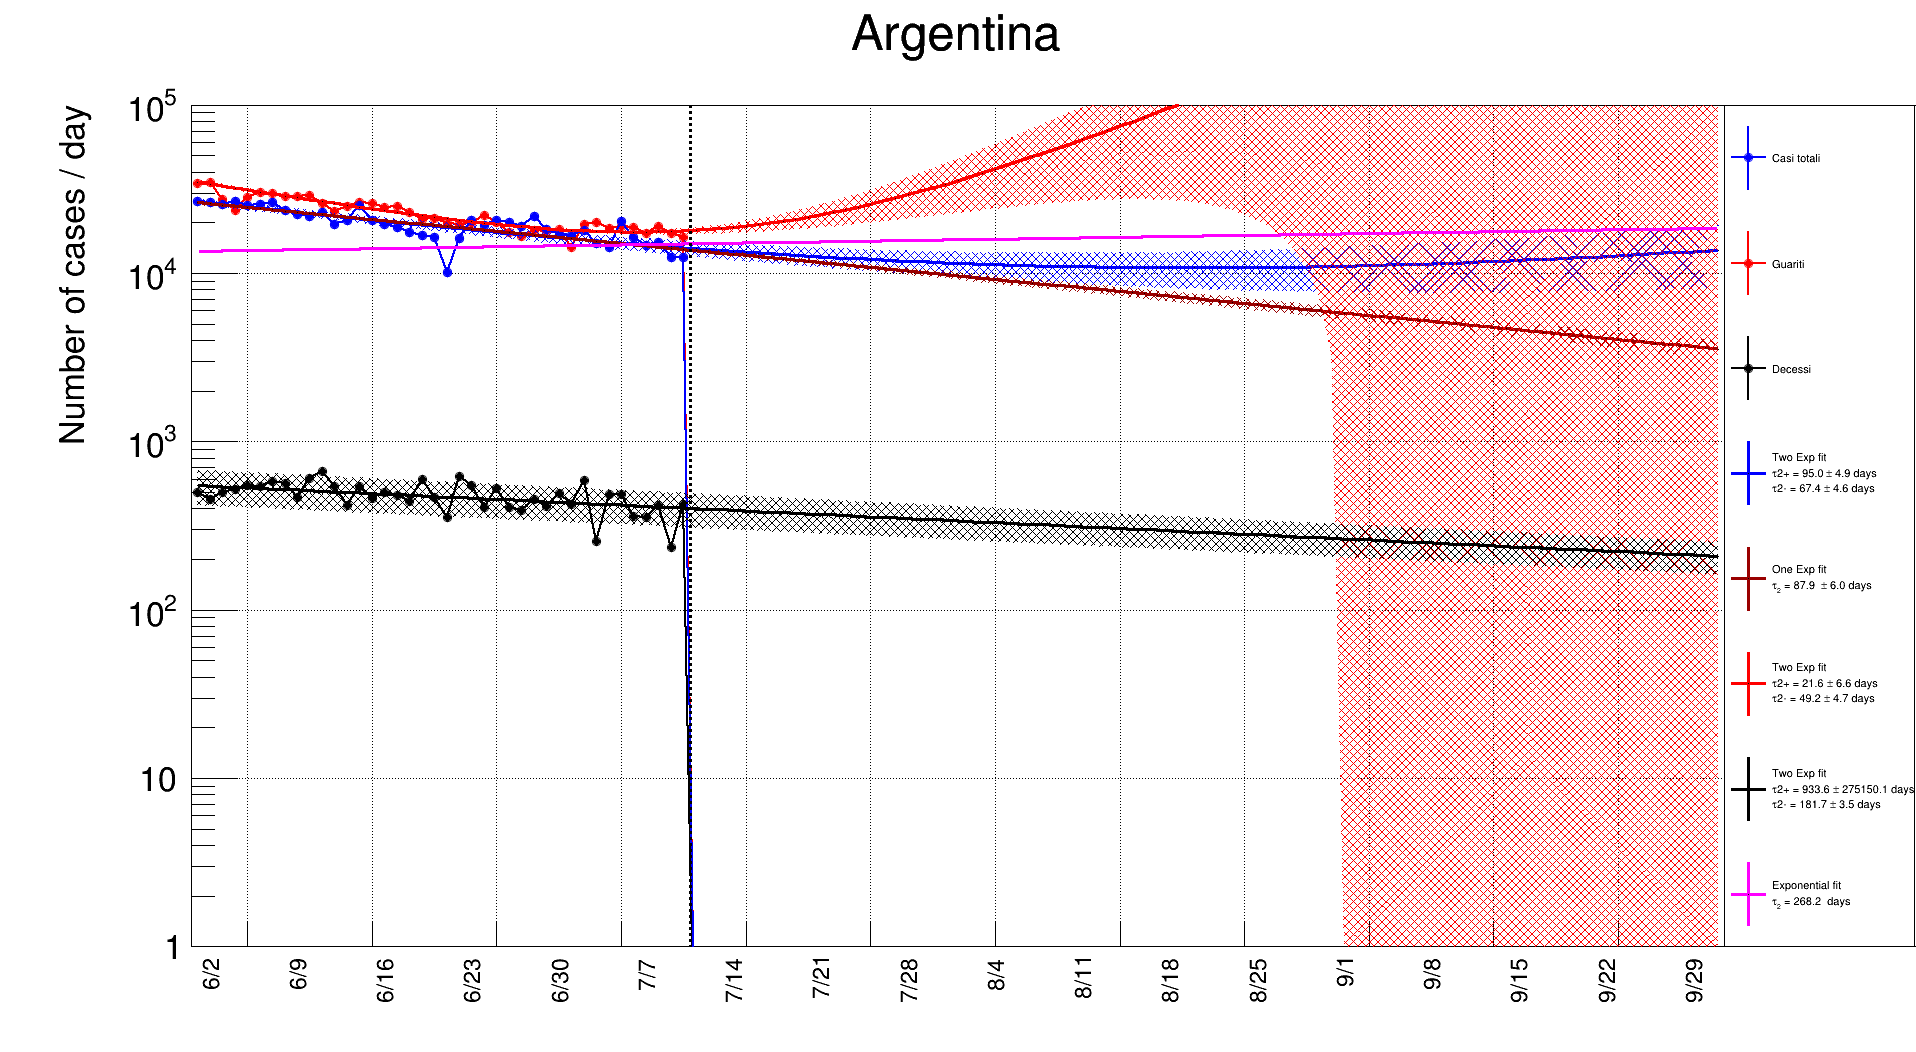 Argentina
Number of cases / day
10^5
10^4
10^3
10^2
10
1
6/2
6/9
6/16
6/23
6/30
7/7
7/14
7/21
7/28
8/4
8/11
8/18
8/25
9/1
9/8
9/15
9/22
9/29
Casi totali
Guariti
Decessi
Two Exp fit
τ2+ = 95.0 ± 4.9 days
τ2- = 67.4 ± 4.6 days
One Exp fit
τ₂ = 87.9 ± 6.0 days
Two Exp fit
τ2+ = 21.6 ± 6.6 days
τ2- = 49.2 ± 4.7 days
Two Exp fit
τ2+ = 933.6 ± 275150.1 days
τ2- = 181.7 ± 3.5 days
Exponential fit
τ₂ = 268.2 days